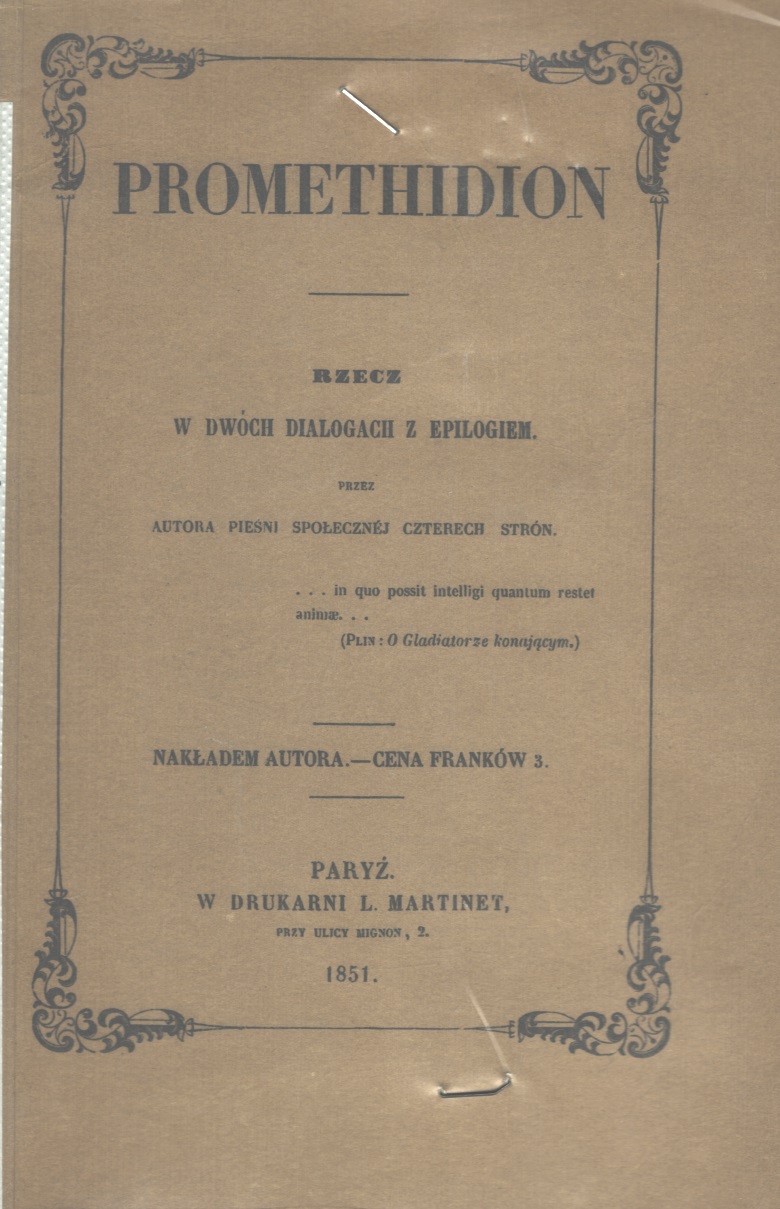 PROMETHIDION
RZECZ
W DWÓCH DIALOGACH Z EPILOGIEM.
PRZEZ
AUTORA PIEŚNI SPOŁECZNÉJ CZTERECH STRÓN.
. . . in quo possit intelligi quantum restet
animæ. . .
(PLIN : O Gladiatorze konającym.)
NAKŁADEM AUTORA.—CENA FRANKÓW 3.
PARYŹ.
W DRUKARNI L. MARTINET,
PRZY ULICY MIGNON, 2.
1851.